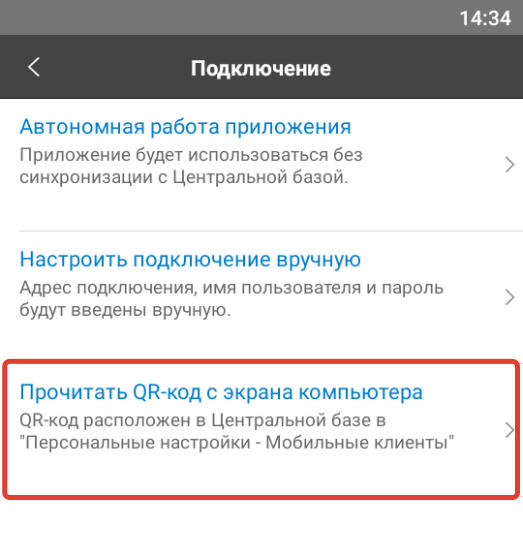 14:34
Подключение
Автономная работа приложения
Приложение будет использоваться без
синхронизации с Центральной базой.
Настроить подключение вручную
Адрес подключения, имя пользователя и пароль
будут введены вручную.
Прочитать QR-код с экрана компьютера
QR-код расположен в Центральной базе в
"Персональные настройки - Мобильные клиенты"